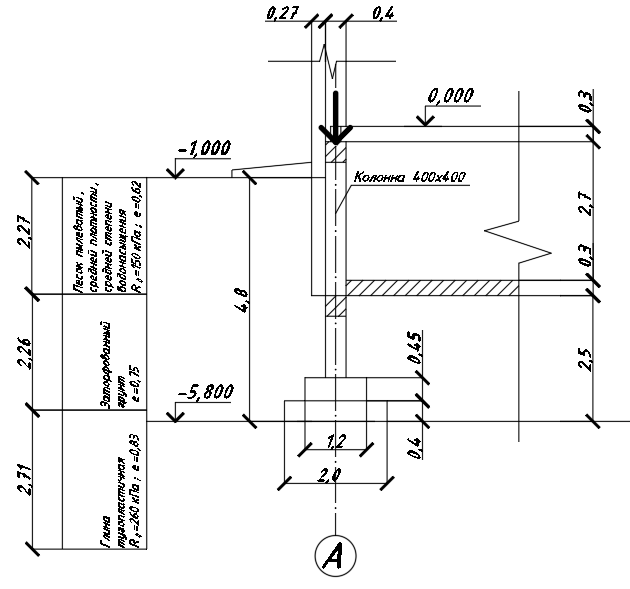 0,27
0,4
0,000
0,3
-1,000
Колонна 400х400
2,27
Песок пылеватый,
средней плотности,
средней степени
водонасыщения
R₀=150 кПа; e=0,62
2,7
0,3
4,8
2,26
Заторфованный
грунт
e=0,75
0,45
2,5
-5,800
0,4
1,2
2,0
2,71
Глина
тугопластичная
R₀=260 кПа; e=0,83
А